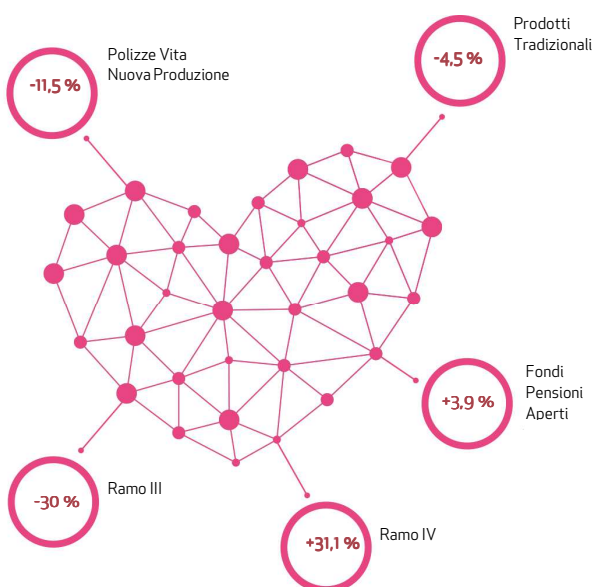 Prodotti
Tradizionali
-4,5 %
Polizze Vita
Nuova Produzione
-11,5 %
Fondi
Pensioni
Aperti
+3,9 %
Ramo III
-30 %
Ramo IV
+31,1 %